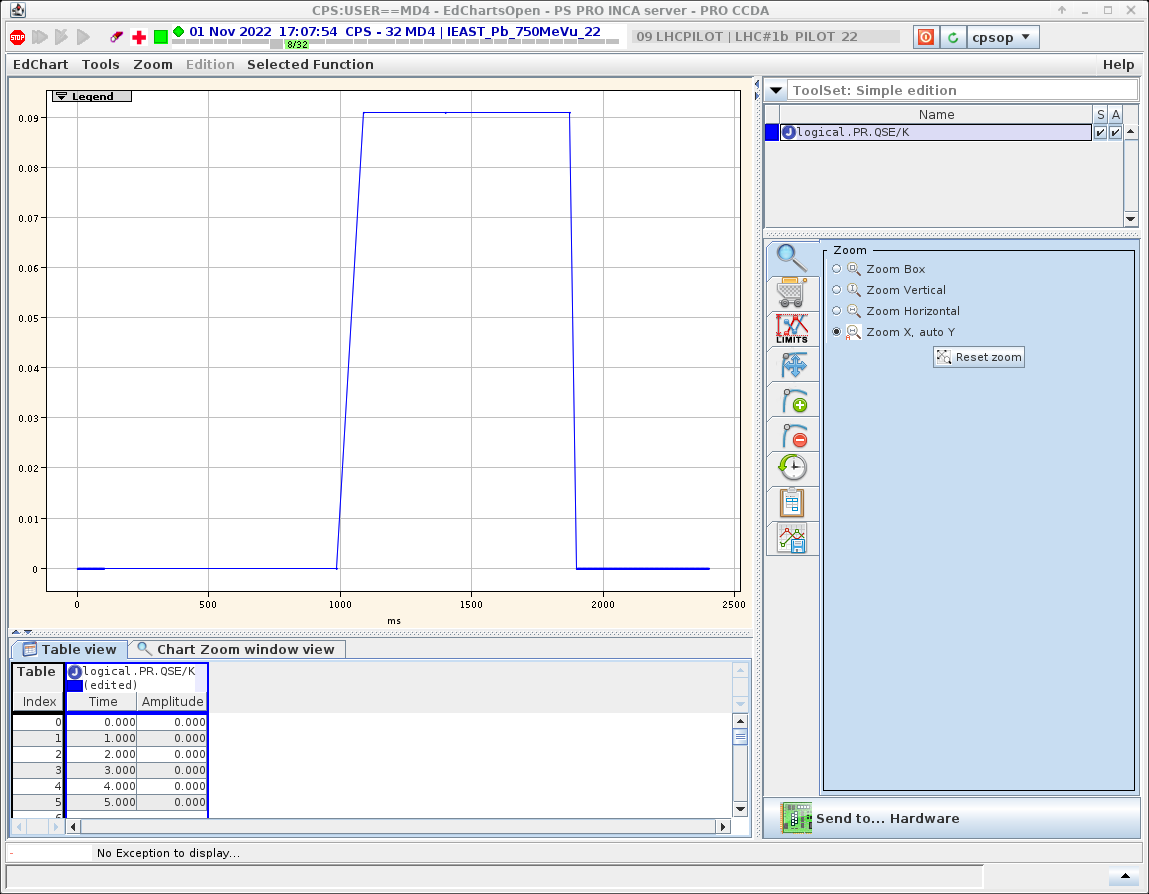 CPS:USER==MD4 - EdChartsOpen - PS PRO INCA server - PRO CCDA
STOP
01 Nov 2022 17:07:54 CPS - 32 MD4 | IEAST_Pb_750MeVu_22
8/32
09 LHCPILOT | LHC#1b PILOT 22
cpsop
EdChart Tools Zoom Edition Selected Function Help
Legend
0.09
0.08
0.07
0.06
0.05
0.04
0.03
0.02
0.01
0
0 500 1000 1500 2000 2500
ms
ToolSet: Simple edition
Name S A
J logical.PR.QSE/K
LIMITS
Zoom
Zoom Box
Zoom Vertical
Zoom Horizontal
Zoom X, auto Y
Reset zoom
Table view Chart Zoom window view
Table J logical.PR.QSE/K
(edited)
Index Time Amplitude
0 0.000 0.000
1 1.000 0.000
2 2.000 0.000
3 3.000 0.000
4 4.000 0.000
5 5.000 0.000
Send to... Hardware
- No Exception to display...